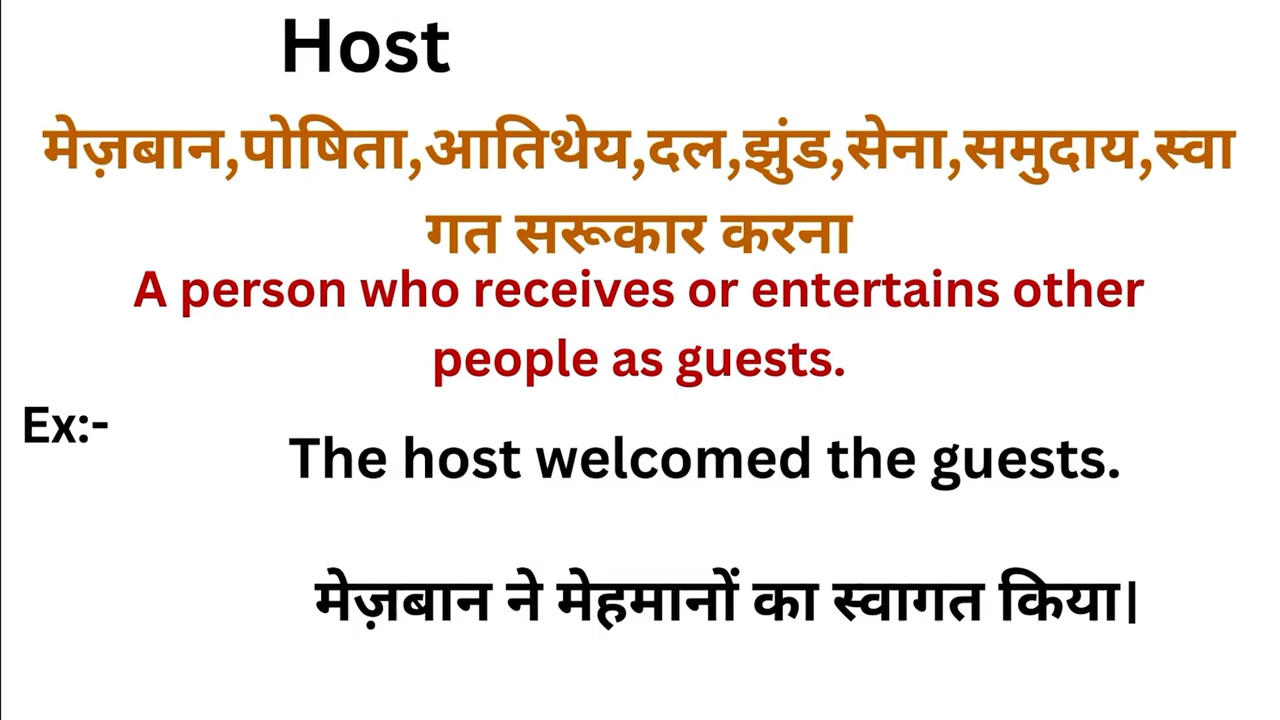 Host
मेज़बान,पोषिता,आतिथेय,दल,झुंड,सेना,समुदाय,स्वा
गत सरूकार करना
A person who receives or entertains other
people as guests.
Ex:-
The host welcomed the guests.
मेज़बान ने मेहमानों का स्वागत किया।